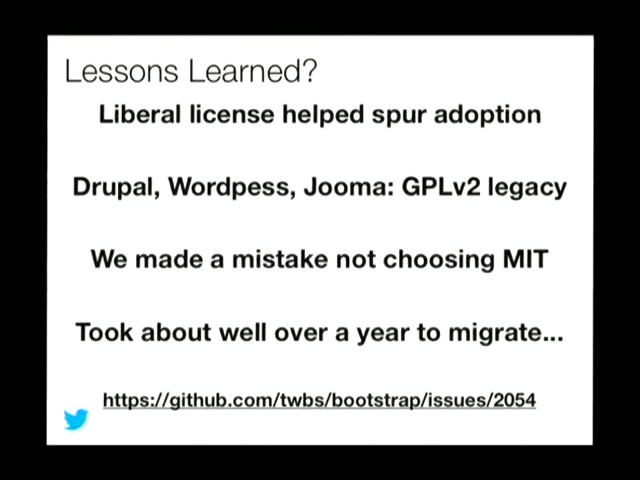 Lessons Learned?
Liberal license helped spur adoption
Drupal, Wordpess, Jooma: GPLv2 legacy
We made a mistake not choosing MIT
Took about well over a year to migrate...
https://github.com/twbs/bootstrap/issues/2054